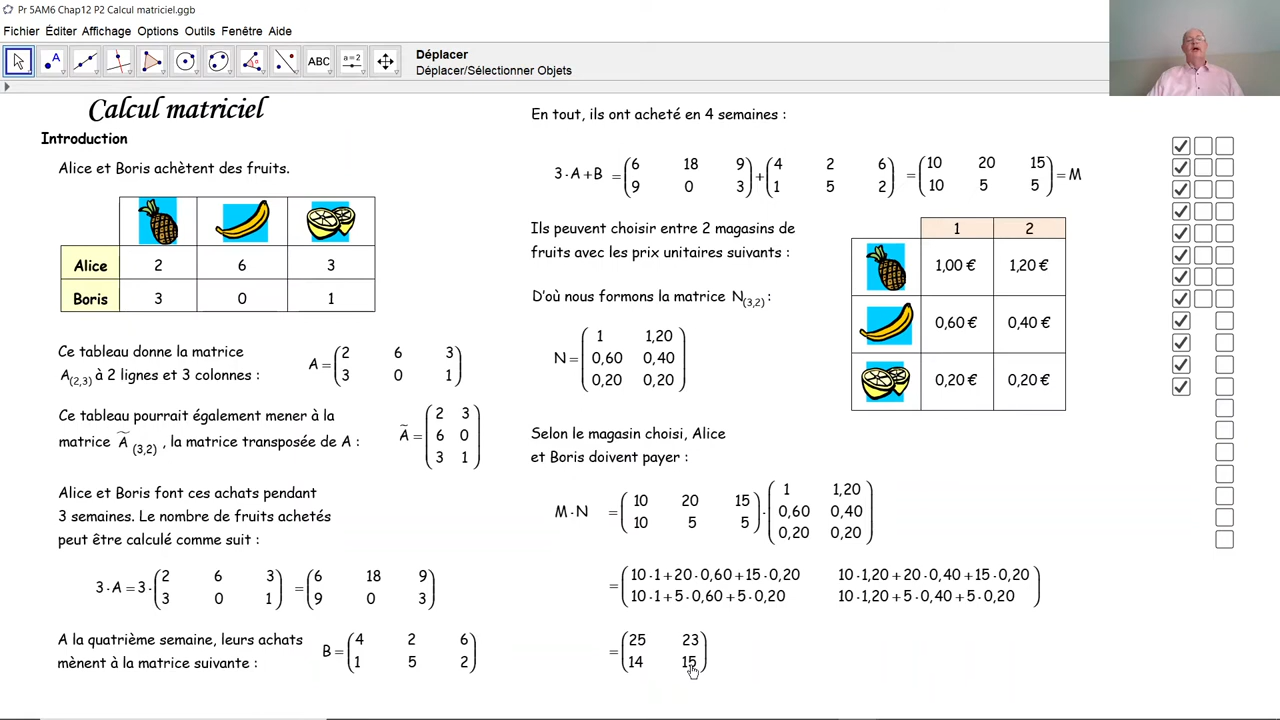 Pr 5AM6 Chap12 P2 Calcul matriciel.ggb
Fichier Éditer Affichage Options Outils Fenêtre Aide
A
ABC
a=2
Déplacer
Déplacer/Sélectionner Objets
Calcul matriciel
Introduction
Alice et Boris achètent des fruits.
Alice 2 6 3
Boris 3 0 1
Ce tableau donne la matrice
A(2,3) à 2 lignes et 3 colonnes :
A = ( 2 6 3
3 0 1 )
Ce tableau pourrait également mener à la
matrice Ã (3,2) , la matrice transposée de A :
Ã = ( 2 3
6 0
3 1 )
Alice et Boris font ces achats pendant
3 semaines. Le nombre de fruits achetés
peut être calculé comme suit :
3·A = 3·( 2 6 3 ) = ( 6 18 9 )
( 3 0 1 ) ( 9 0 3 )
A la quatrième semaine, leurs achats
mènent à la matrice suivante :
B = ( 4 2 6
1 5 2 )
En tout, ils ont acheté en 4 semaines :
3·A+B = ( 6 18 9 ) + ( 4 2 6 ) = ( 10 20 15 ) = M
( 9 0 3 ) ( 1 5 2 ) ( 10 5 5 )
Ils peuvent choisir entre 2 magasins de
fruits avec les prix unitaires suivants :
1 2
1,00 € 1,20 €
0,60 € 0,40 €
0,20 € 0,20 €
D'où nous formons la matrice N(3,2) :
N = ( 1 1,20
0,60 0,40
0,20 0,20 )
Selon le magasin choisi, Alice
et Boris doivent payer :
M·N = ( 10 20 15 ) · ( 1 1,20
( 10 5 5 ) 0,60 0,40
0,20 0,20 )
= ( 10·1+20·0,60+15·0,20 10·1,20+20·0,40+15·0,20
10·1+5·0,60+5·0,20 10·1,20+5·0,40+5·0,20 )
= ( 25 23
14 15 )